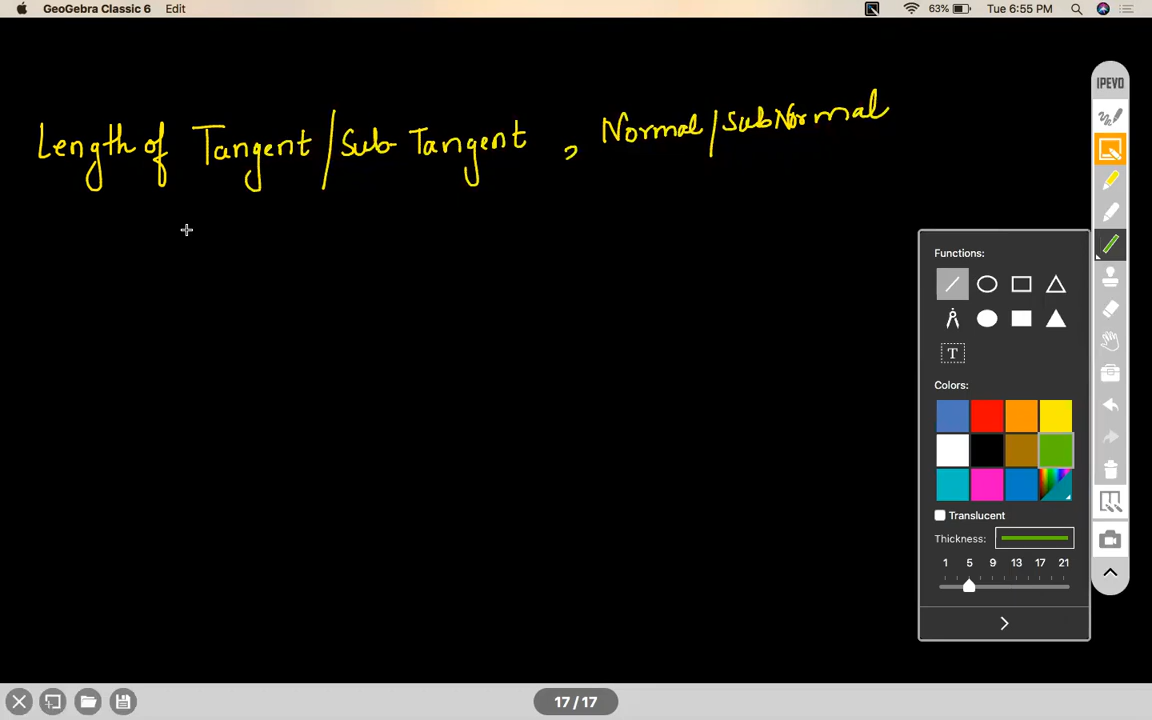 GeoGebra Classic 6 Edit 63% Tue 6:55 PM
IPEVO
Length of Tangent/Sub-Tangent , Normal/SubNormal
Functions:
T
Colors:
Translucent
Thickness:
1 5 9 13 17 21
17 / 17